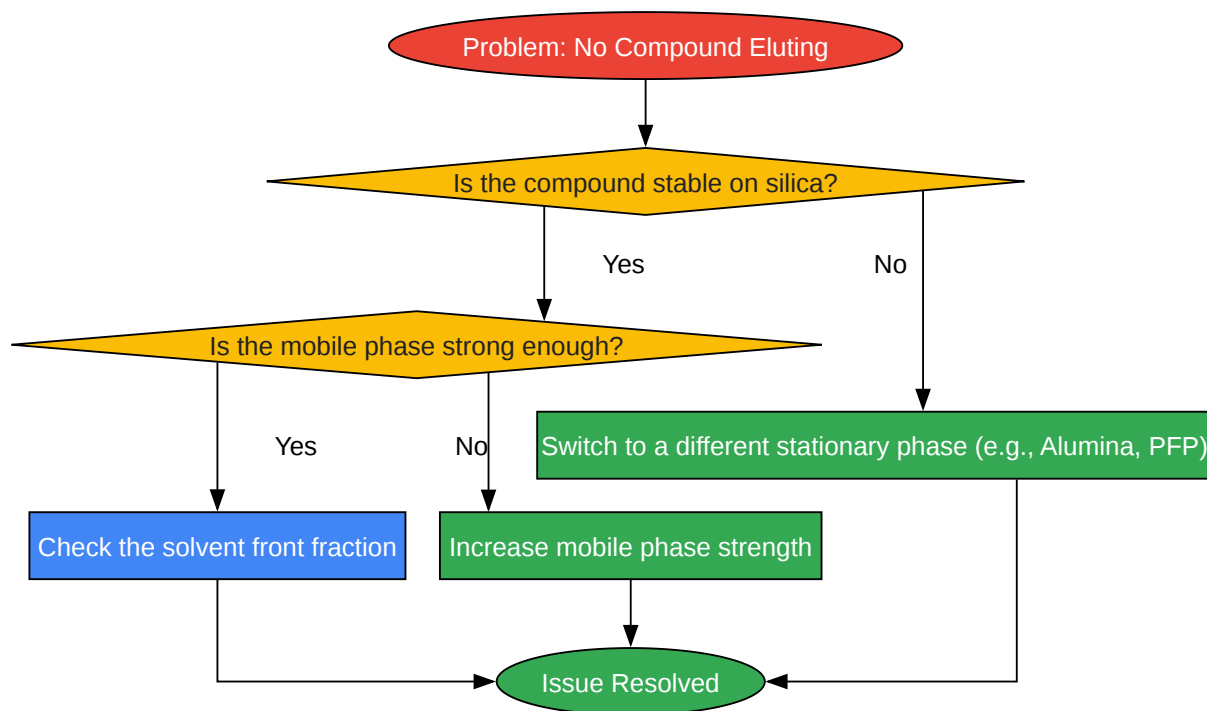 Problem: No Compound Eluting
Is the compound stable on silica?
Yes
No
Is the mobile phase strong enough?
Yes
No
Switch to a different stationary phase (e.g., Alumina, PFP)
Check the solvent front fraction
Increase mobile phase strength
Issue Resolved